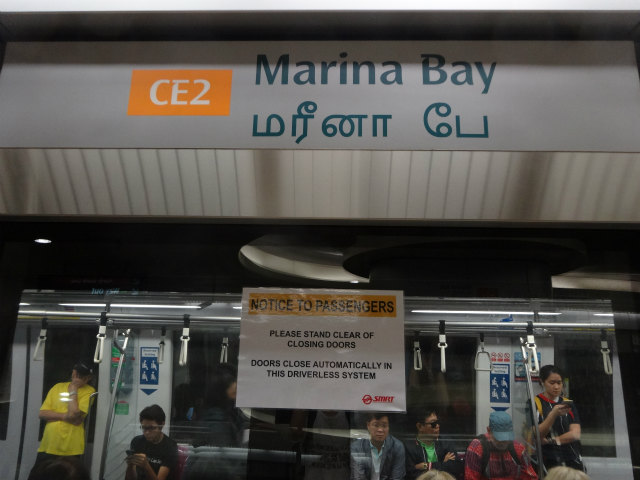 CE2
Marina Bay
மரீனா பே
NOTICE TO PASSENGERS
PLEASE STAND CLEAR OF
CLOSING DOORS
DOORS CLOSE AUTOMATICALLY IN
THIS DRIVERLESS SYSTEM
SMRT